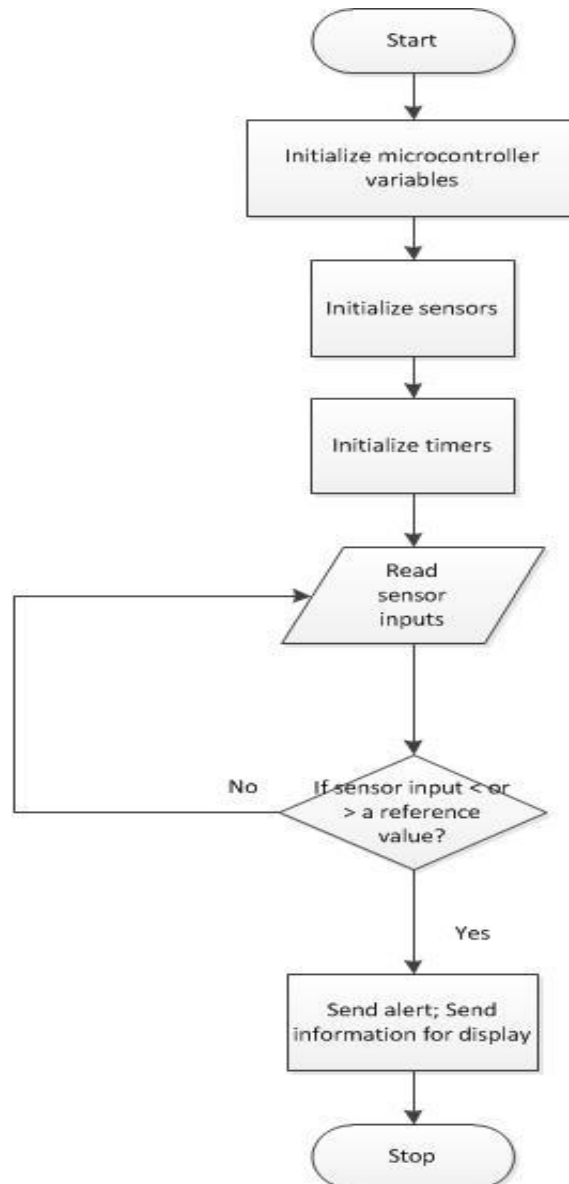 Start
Initialize microcontroller
variables
Initialize sensors
Initialize timers
Read
sensor
inputs
No
If sensor input < or
> a reference
value?
Yes
Send alert; Send
information for display
Stop